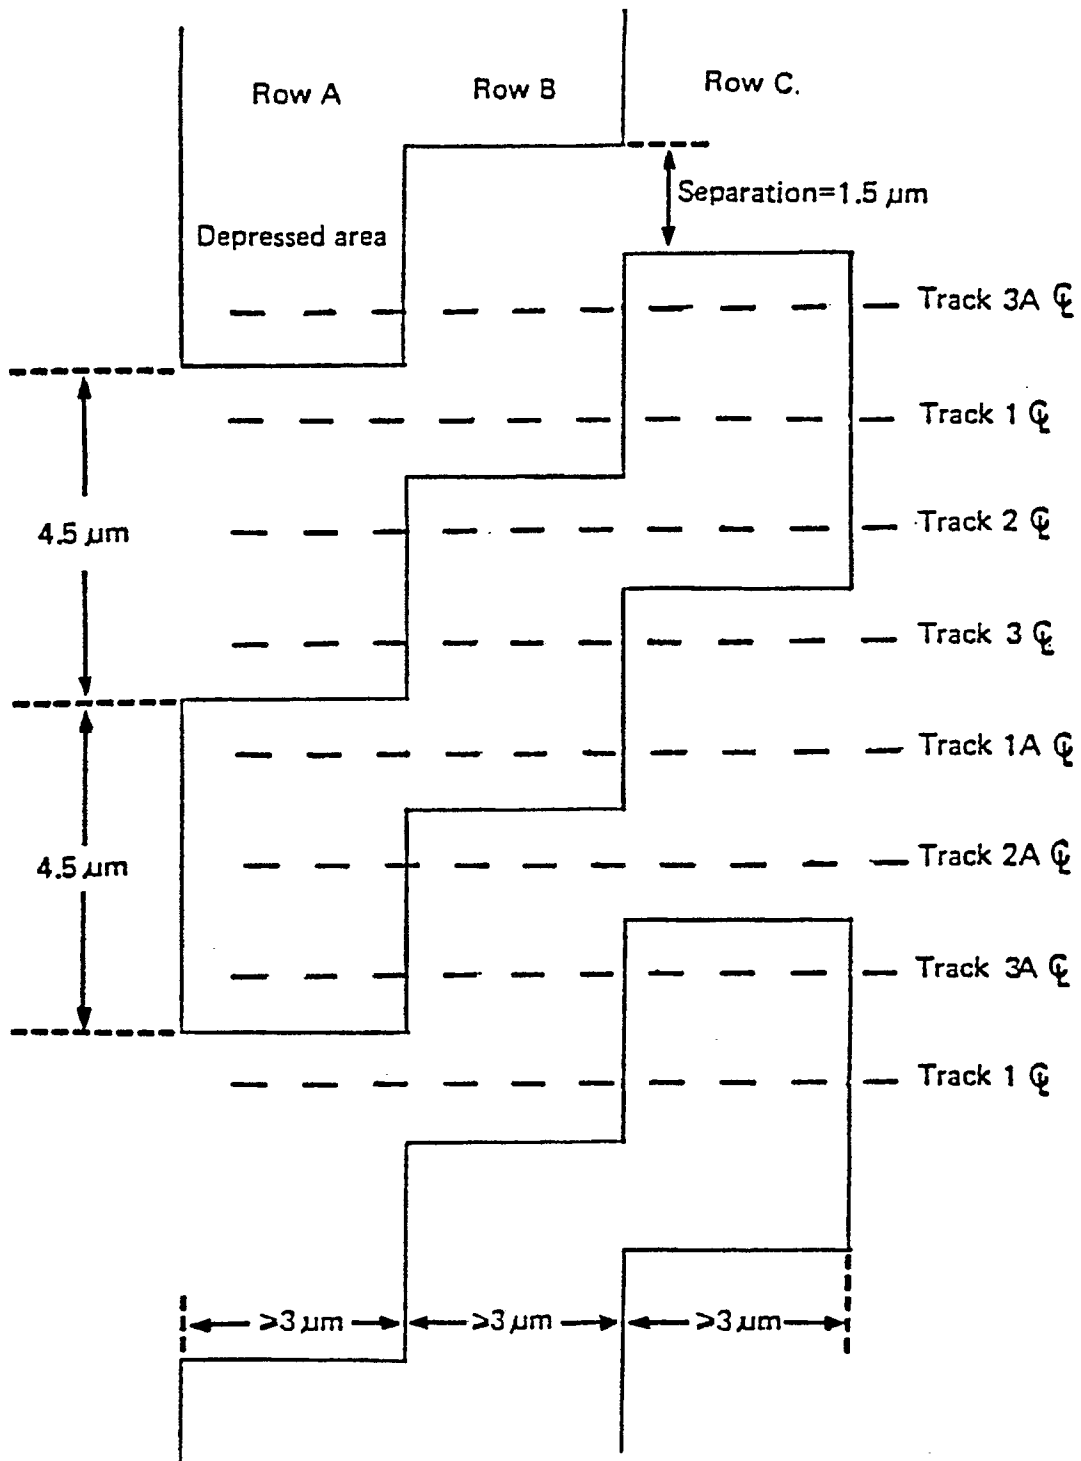 Row A
Row B
Row C.
Separation=1.5 µm
Depressed area
Track 3A ℄
Track 1 ℄
4.5 µm
Track 2 ℄
Track 3 ℄
Track 1A ℄
4.5 µm
Track 2A ℄
Track 3A ℄
Track 1 ℄
⩾3 µm
⩾3 µm
⩾3 µm